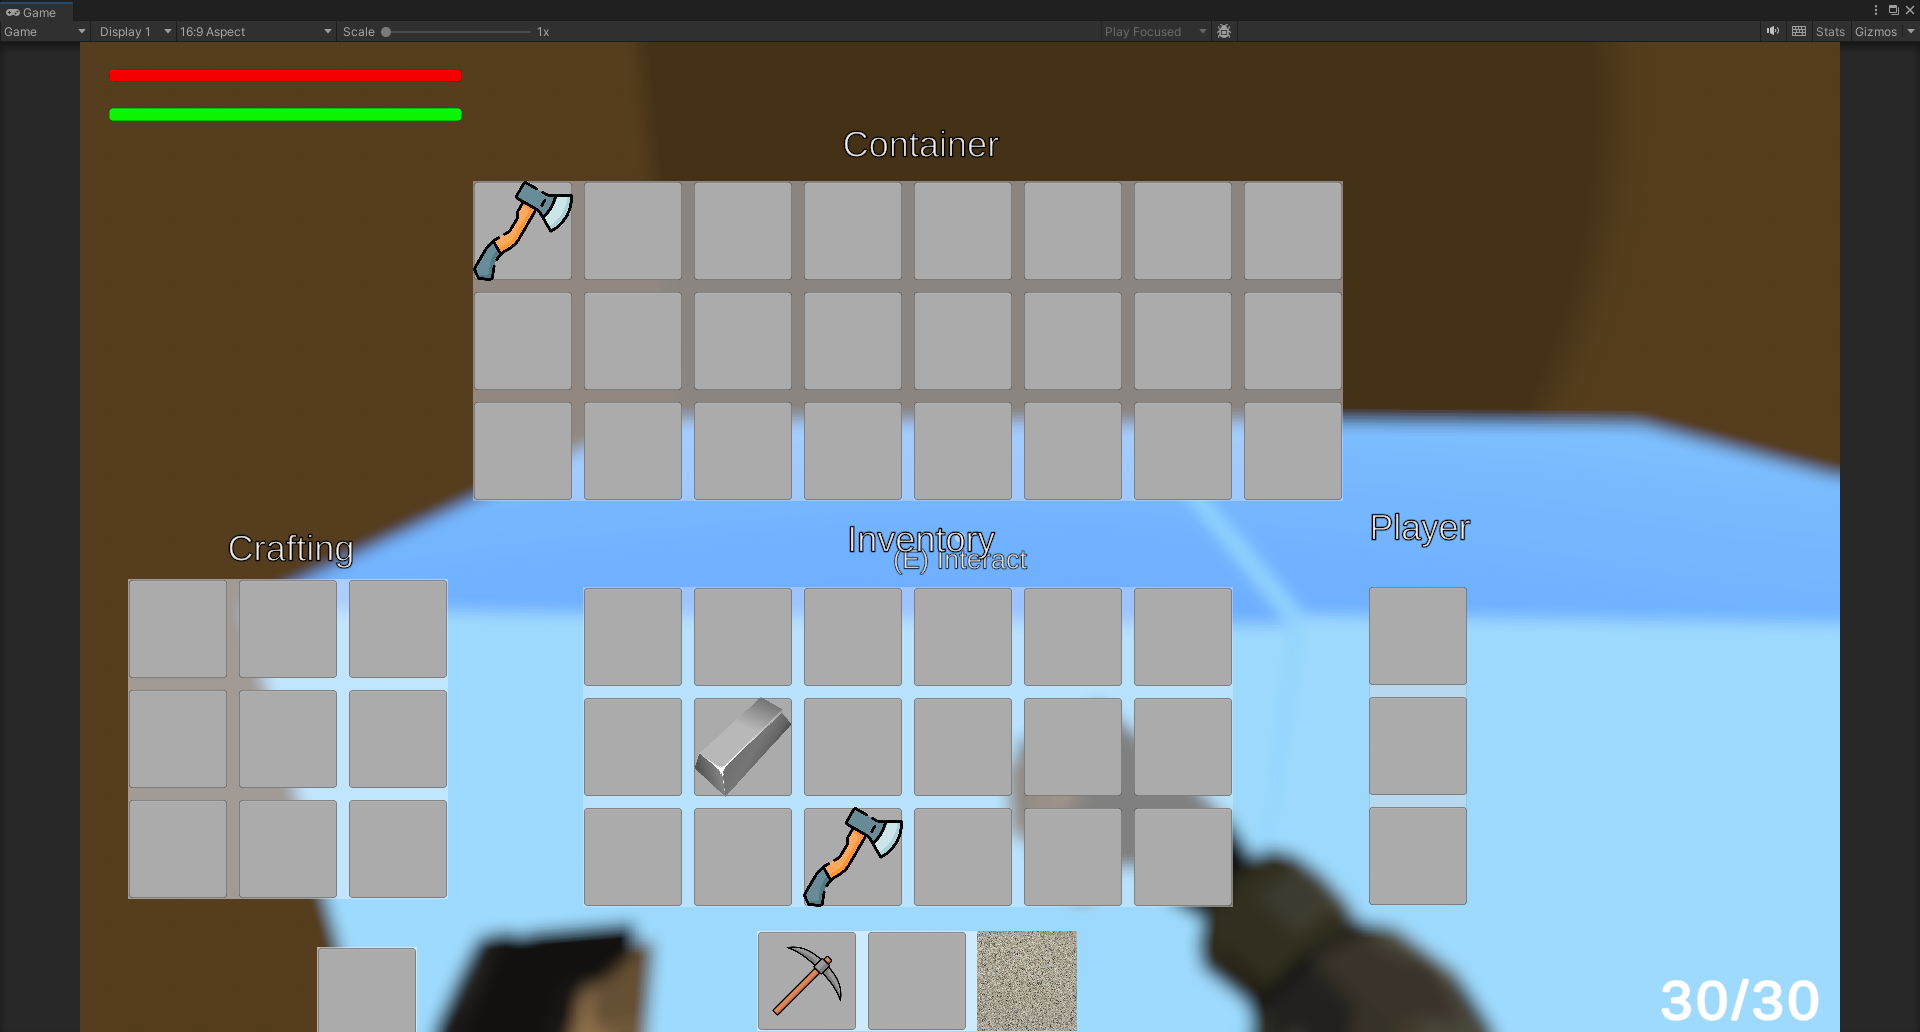 Game
Game Display 1 16:9 Aspect Scale 1x Play Focused Stats Gizmos
Container
Crafting
Inventory
Player
(E) Interact
30/30